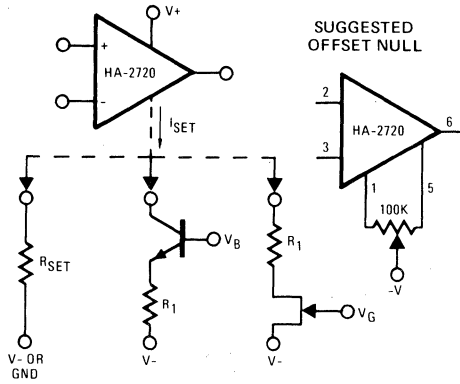 V+
SUGGESTED
OFFSET NULL
+
HA-2720
-
iSET
2
HA-2720
6
3
1
5
100K
-V
RSET
VB
R1
R1
VG
V- OR
GND
V-
V-